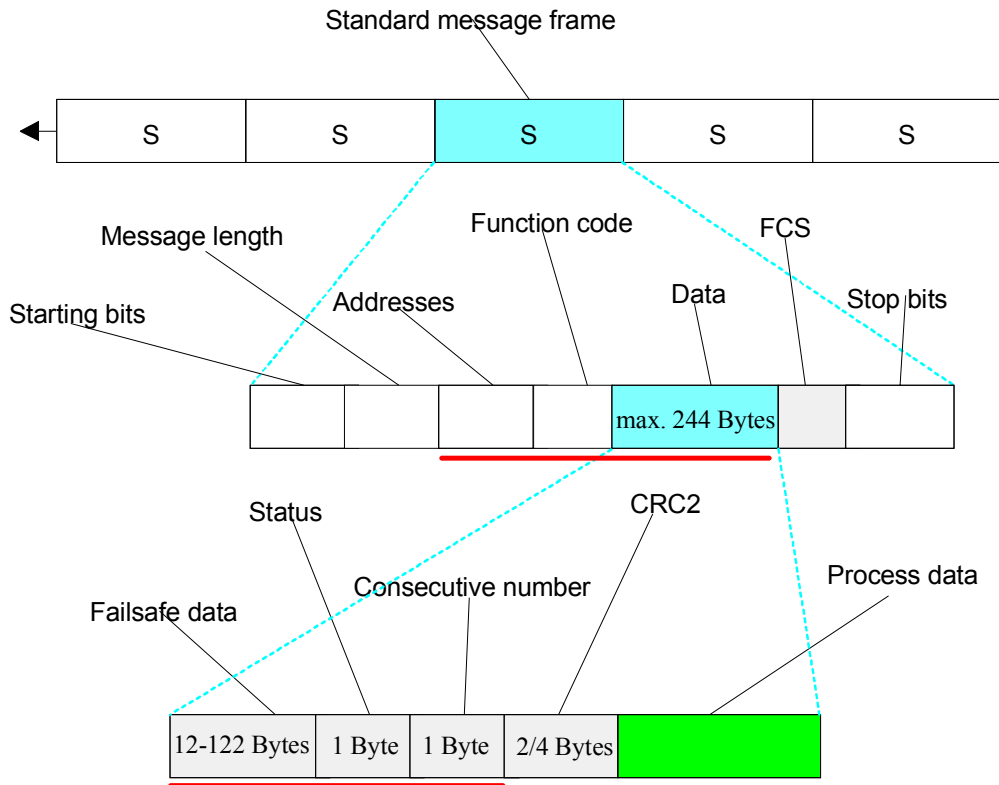 Standard message frame
S S S S S
Function code
FCS
Message length
Data
Stop bits
Addresses
Starting bits
max. 244 Bytes
CRC2
Status
Process data
Consecutive number
Failsafe data
12-122 Bytes 1 Byte 1 Byte 2/4 Bytes